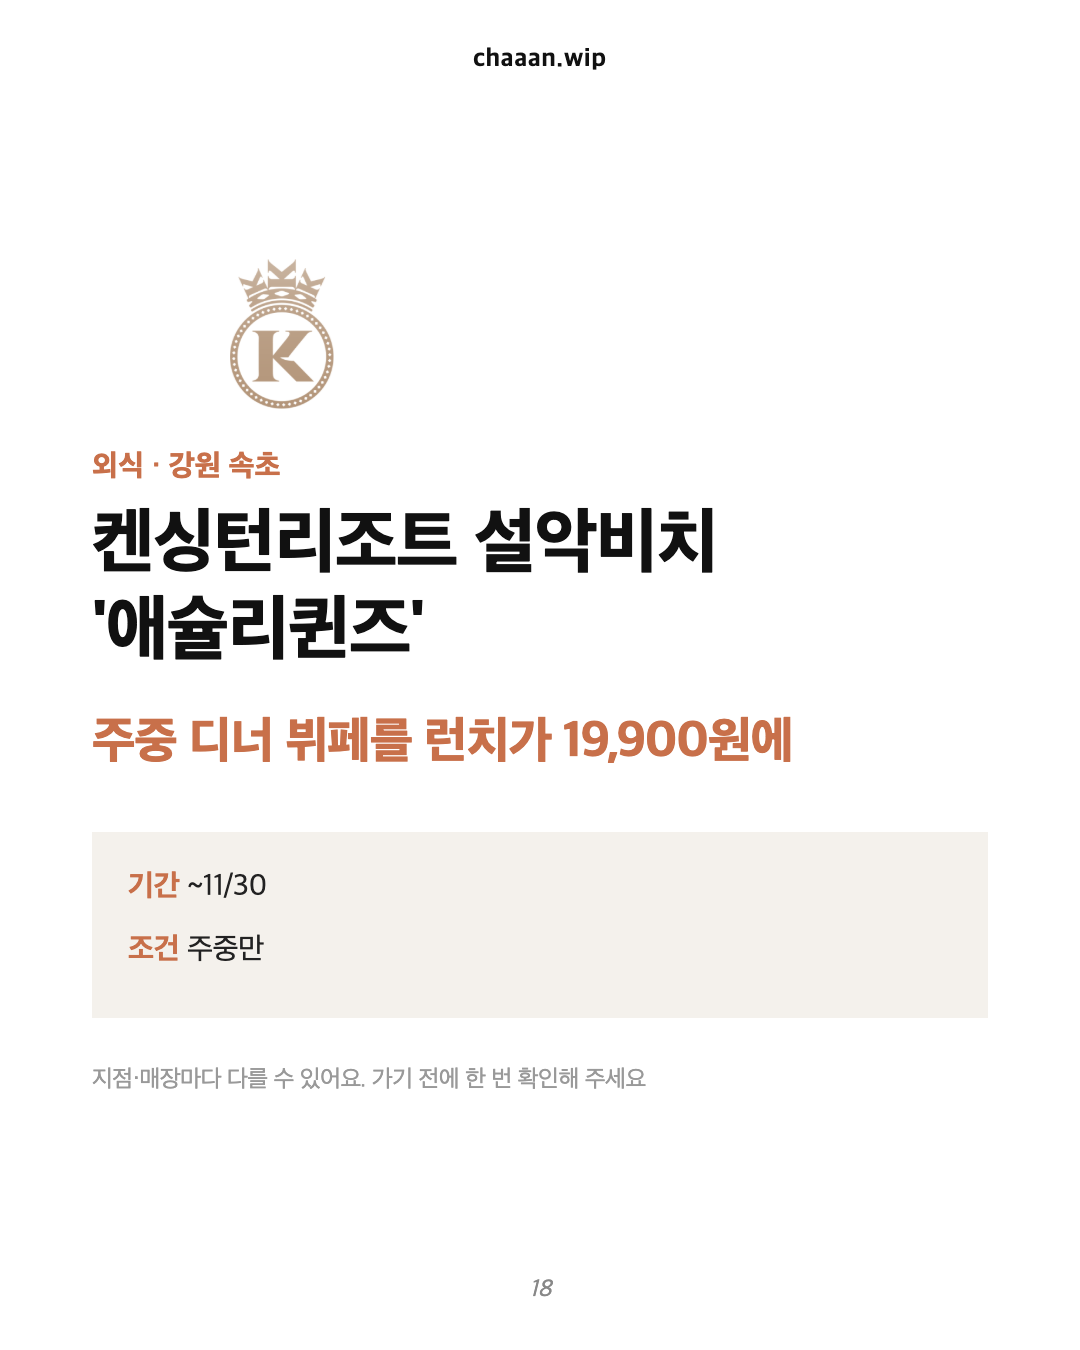 chaaan.wip
K
외식 · 강원 속초
켄싱턴리조트 설악비치
'애슐리퀸즈'
주중 디너 뷔페를 런치가 19,900원에
기간 ~11/30
조건 주중만
지점·매장마다 다를 수 있어요. 가기 전에 한 번 확인해 주세요
18